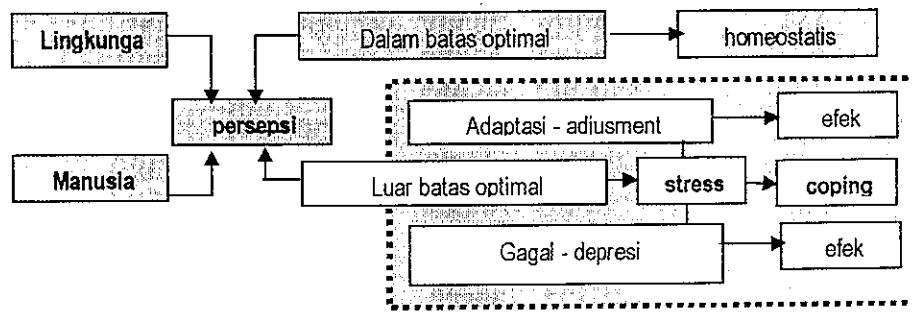 Lingkunga
Dalam batas optimal
homeostatis
persepsi
Adaptasi - adiusment
efek
Manusia
Luar batas optimal
stress
coping
Gagal - depresi
efek